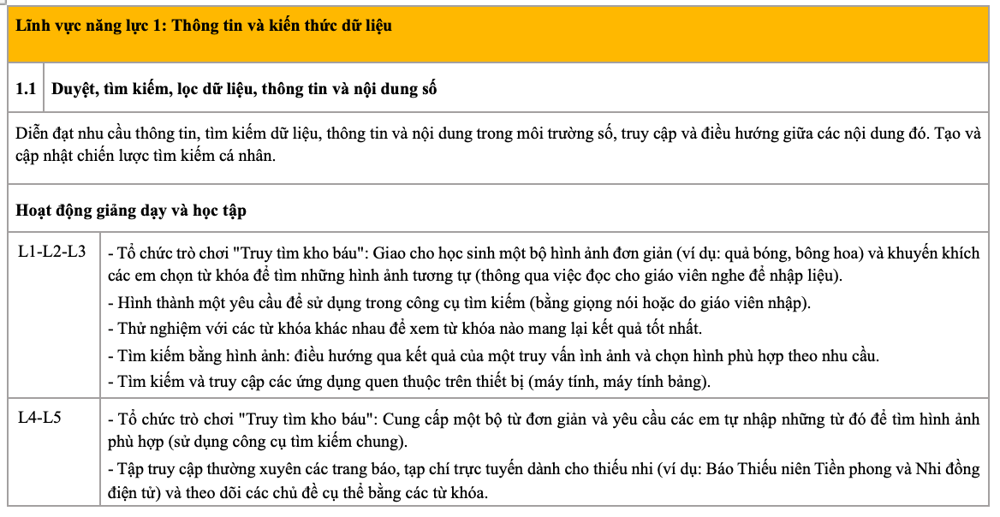 Lĩnh vực năng lực 1: Thông tin và kiến thức dữ liệu
1.1 Duyệt, tìm kiếm, lọc dữ liệu, thông tin và nội dung số
Diễn đạt nhu cầu thông tin, tìm kiếm dữ liệu, thông tin và nội dung trong môi trường số, truy cập và điều hướng giữa các nội dung đó. Tạo và
cập nhật chiến lược tìm kiếm cá nhân.
Hoạt động giảng dạy và học tập
L1-L2-L3
- Tổ chức trò chơi "Truy tìm kho báu": Giao cho học sinh một bộ hình ảnh đơn giản (ví dụ: quả bóng, bông hoa) và khuyến khích
các em chọn từ khóa để tìm những hình ảnh tương tự (thông qua việc đọc cho giáo viên nghe để nhập liệu).
- Hình thành một yêu cầu để sử dụng trong công cụ tìm kiếm (bằng giọng nói hoặc do giáo viên nhập).
- Thử nghiệm với các từ khóa khác nhau để xem từ khóa nào mang lại kết quả tốt nhất.
- Tìm kiếm bằng hình ảnh: điều hướng qua kết quả của một truy vấn ình ảnh và chọn hình phù hợp theo nhu cầu.
- Tìm kiếm và truy cập các ứng dụng quen thuộc trên thiết bị (máy tính, máy tính bảng).
L4-L5
- Tổ chức trò chơi "Truy tìm kho báu": Cung cấp một bộ từ đơn giản và yêu cầu các em tự nhập những từ đó để tìm hình ảnh
phù hợp (sử dụng công cụ tìm kiếm chung).
- Tập truy cập thường xuyên các trang báo, tạp chí trực tuyến dành cho thiếu nhi (ví dụ: Báo Thiếu niên Tiền phong và Nhi đồng
điện tử) và theo dõi các chủ đề cụ thể bằng các từ khóa.